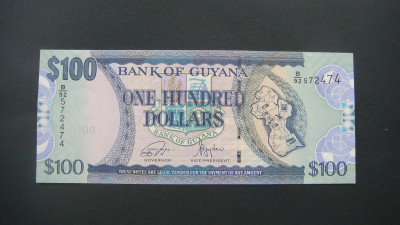 $100
BANK OF GUYANA
B/92 572474
B/92 572474
ONE HUNDRED
DOLLARS
BANK OF GUYANA
GOVERNOR
VICE PRESIDENT
THESE NOTES ARE LEGAL TENDER FOR THE PAYMENT OF ANY AMOUNT
$100
$100